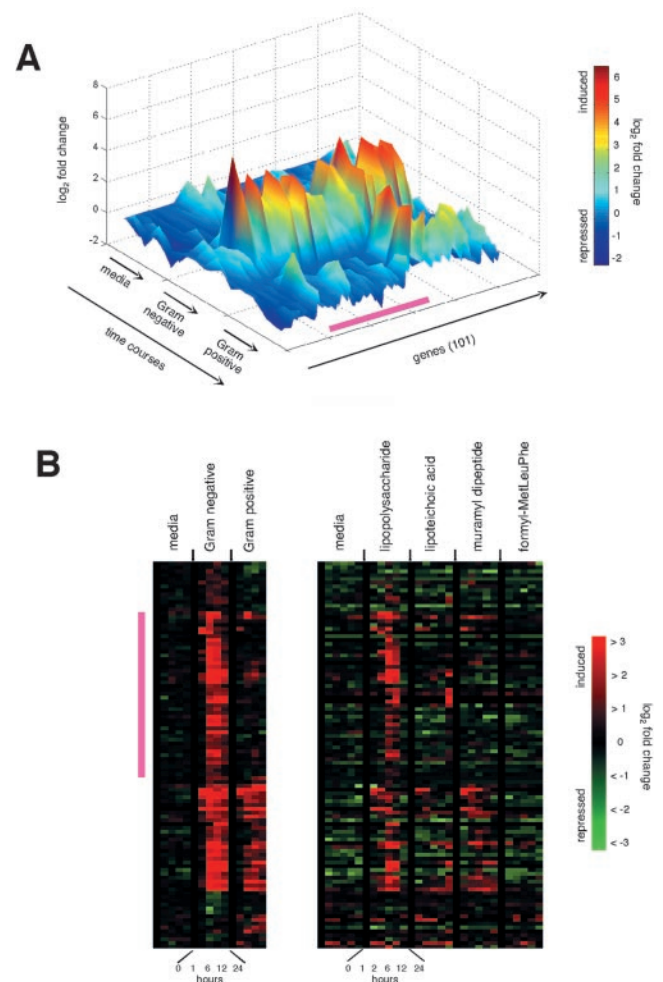 A
8
6
4
2
0
-2
log2 fold change
media
Gram negative
Gram positive
time courses
genes (101)
induced
repressed
6
5
4
3
2
1
0
-1
-2
log2 fold change
B
media
Gram negative
Gram positive
media
lipopolysaccharide
lipoteichoic acid
muramyl dipeptide
formyl-MetLeuPhe
induced
repressed
> 3
> 2
> 1
0
< -1
< -2
< -3
log2 fold change
0 1 6 12 24
hours
0 1 2 6 12 24
hours